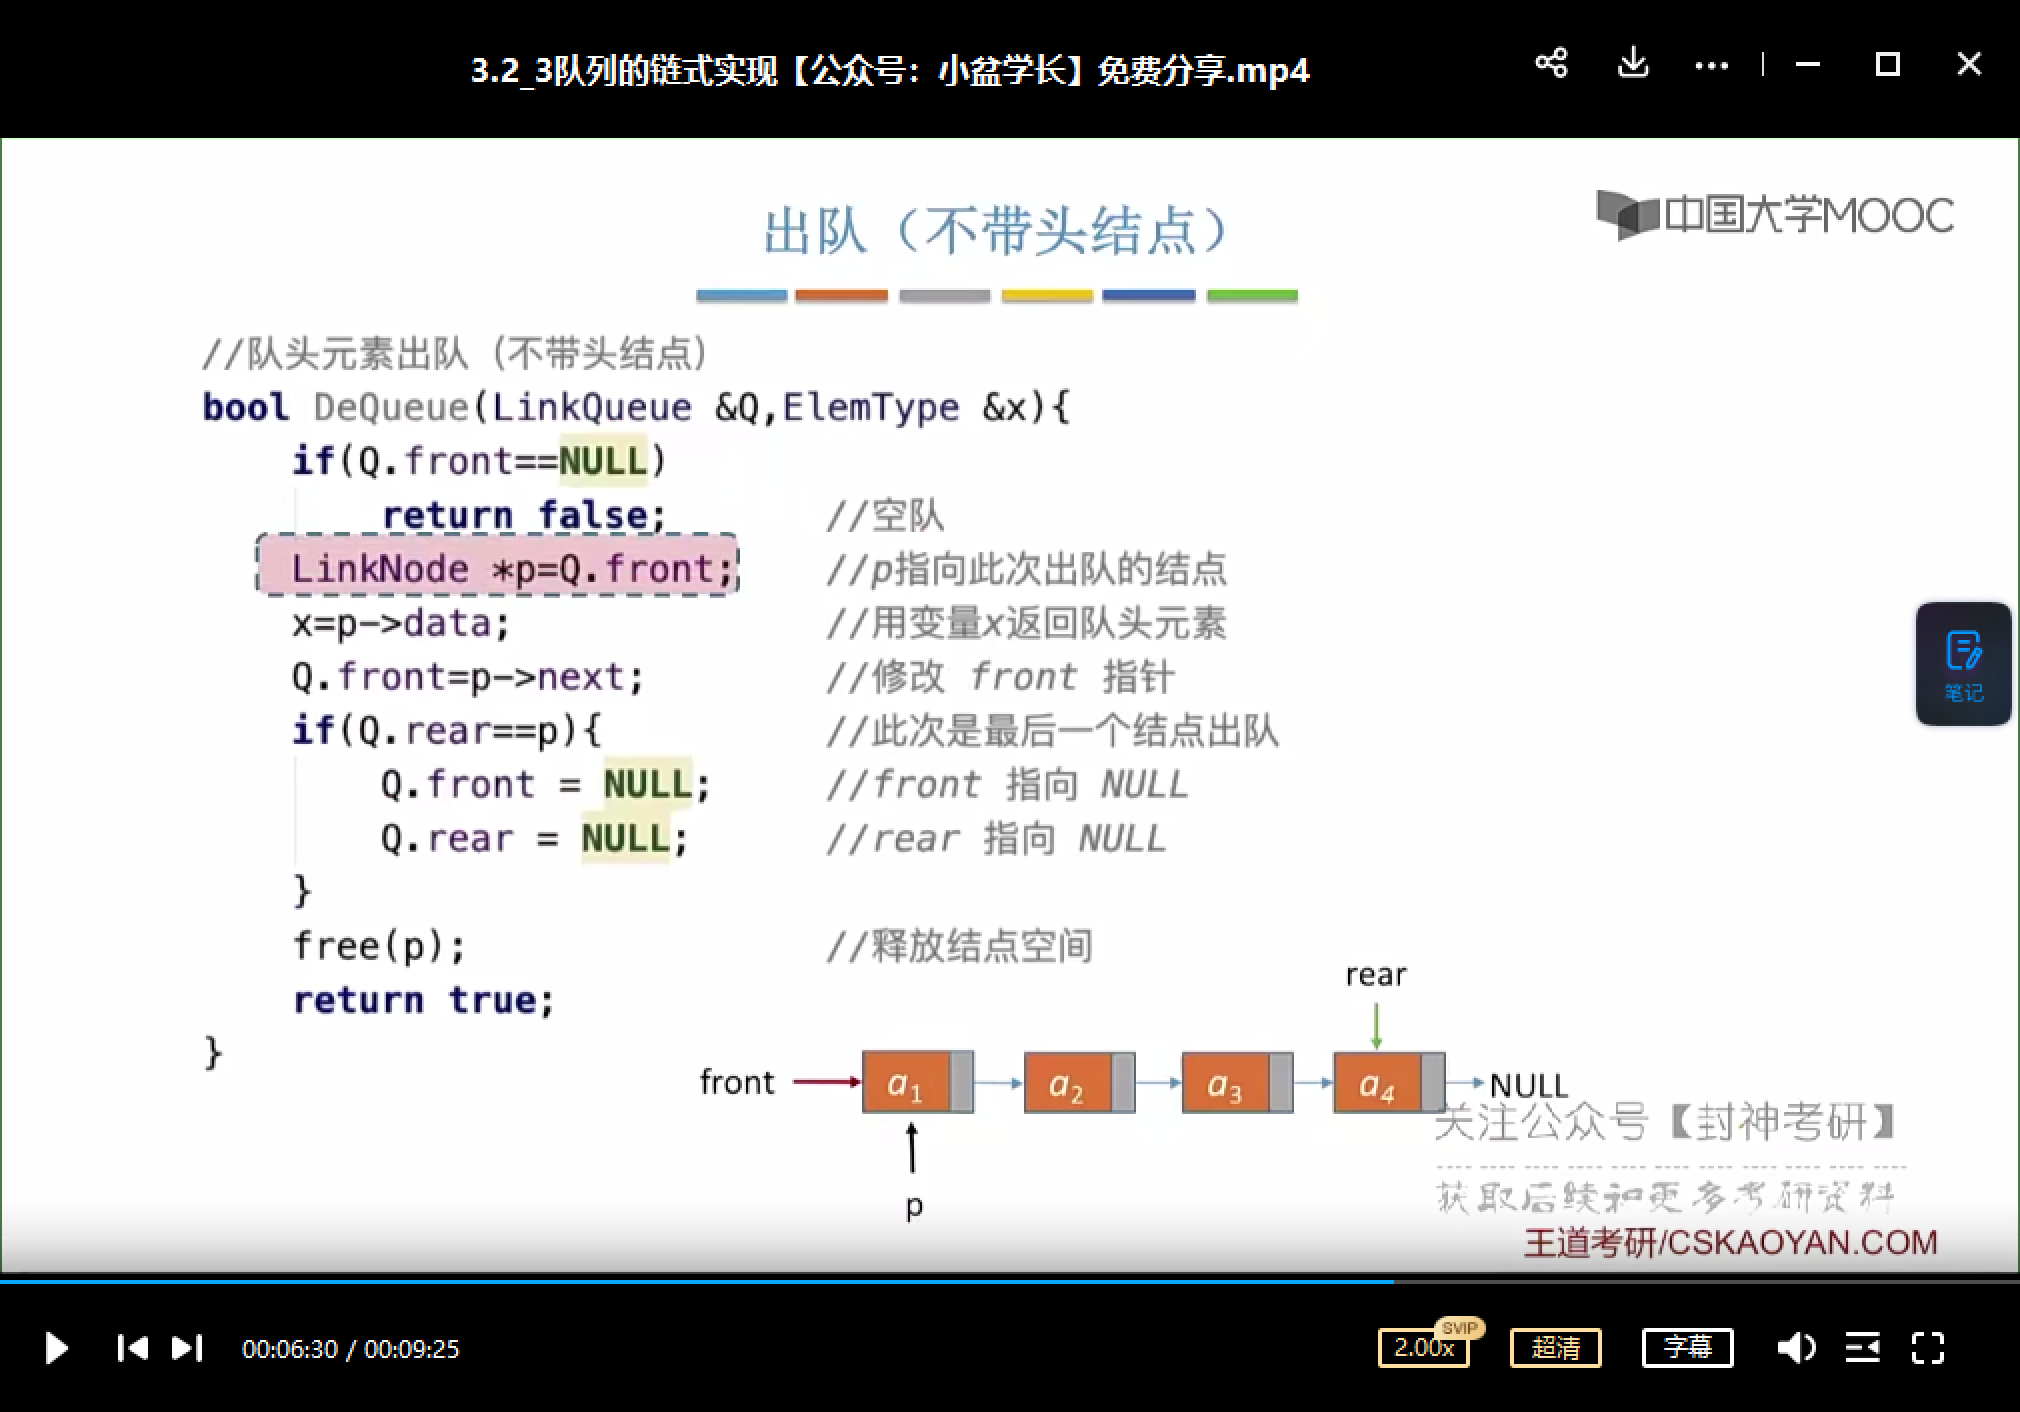 3.2_3队列的链式实现【公众号：小盆学长】免费分享.mp4
中国大学MOOC
出队（不带头结点）
//队头元素出队（不带头结点）
bool DeQueue(LinkQueue &Q,ElemType &x){
if(Q.front==NULL)
return false; //空队
LinkNode *p=Q.front; //p指向此次出队的结点
x=p->data; //用变量x返回队头元素
Q.front=p->next; //修改 front 指针
if(Q.rear==p){ //此次是最后一个结点出队
Q.front = NULL; //front 指向 NULL
Q.rear = NULL; //rear 指向 NULL
}
free(p); //释放结点空间
return true;
}
笔记
rear
front a1 a2 a3 a4 NULL
p
关注公众号【封神考研】
获取后续和更多考研资料
王道考研/CSKAOYAN.COM
00:06:30 / 00:09:25
2.00x SVIP 超清 字幕